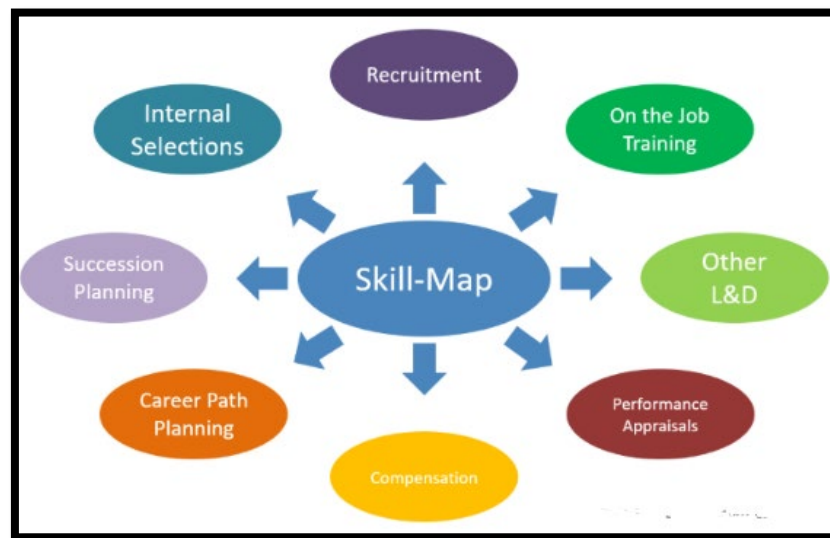 Recruitment
Internal
Selections
On the Job
Training
Succession
Planning
Skill-Map
Other
L&D
Career Path
Planning
Performance
Appraisals
Compensation